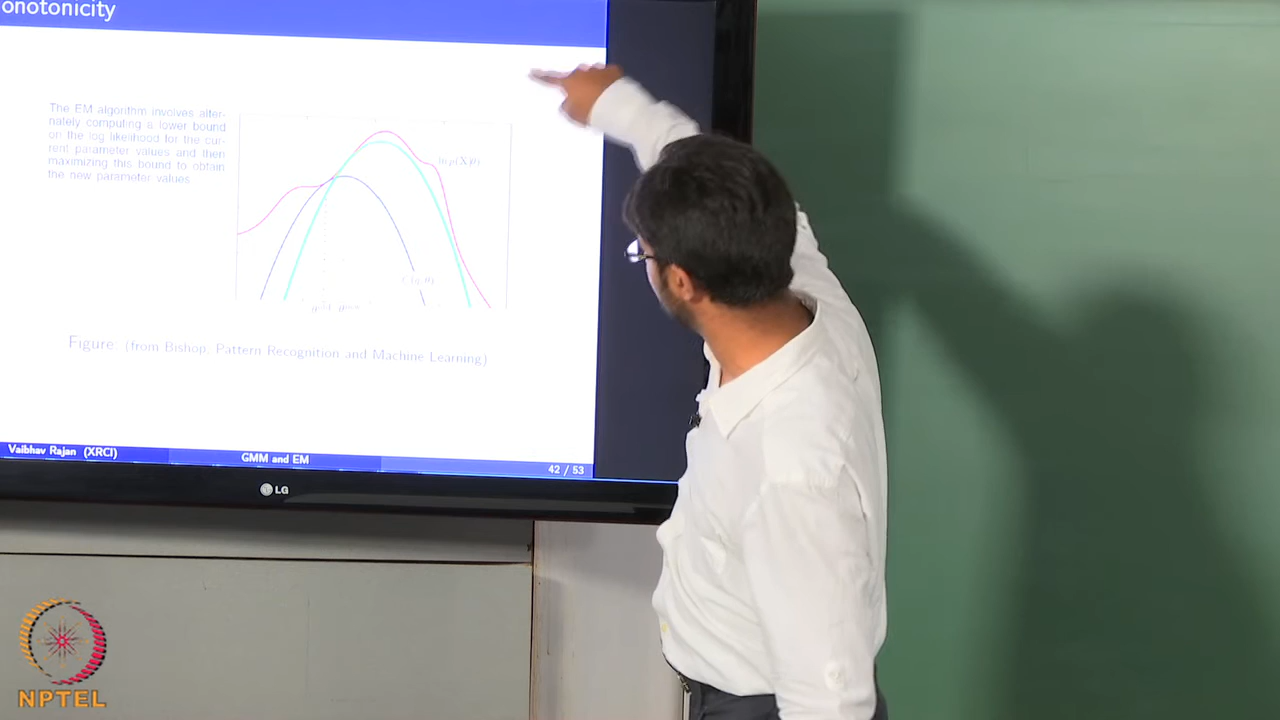 onotonicity
The EM algorithm involves alter-
nately computing a lower bound
on the log likelihood for the cur-
rent parameter values and then
maximizing this bound to obtain
the new parameter values
ln p(X|θ)
Figure: (from Bishop, Pattern Recognition and Machine Learning)
Vaibhav Rajan (XRCI) GMM and EM 42 / 53
LG
NPTEL